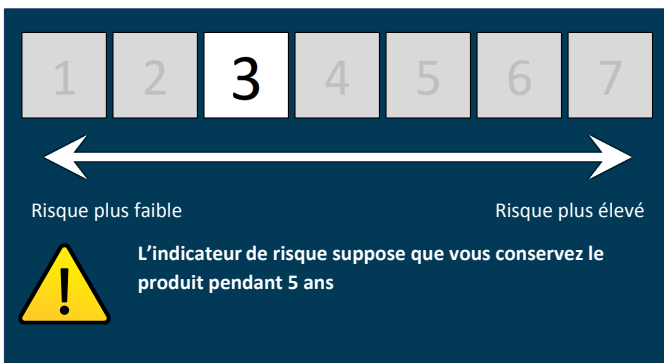 1 2 3 4 5 6 7
Risque plus faible Risque plus élevé
L’indicateur de risque suppose que vous conservez le
produit pendant 5 ans